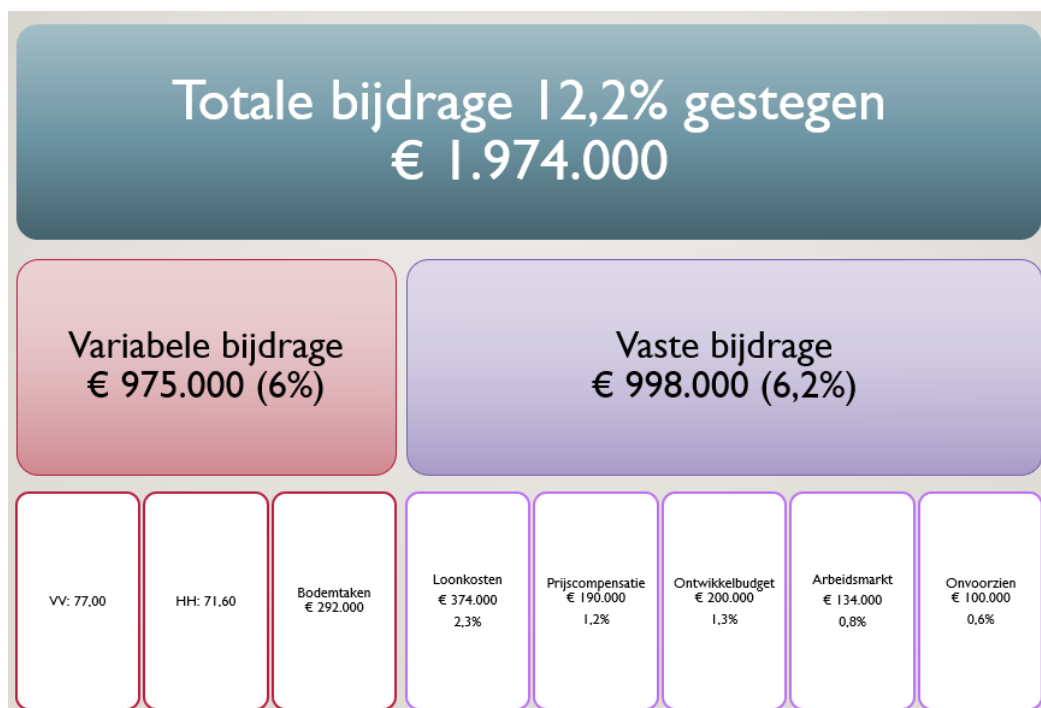 Totale bijdrage 12,2% gestegen
€ 1.974.000
Variabele bijdrage
€ 975.000 (6%)
Vaste bijdrage
€ 998.000 (6,2%)
VV: 77,00
HH: 71,60
Bodemtaken
€ 292.000
Loonkosten
€ 374.000
2,3%
Prijscompensatie
€ 190.000
1,2%
Ontwikkelbudget
€ 200.000
1,3%
Arbeidsmarkt
€ 134.000
0,8%
Onvoorzien
€ 100.000
0,6%